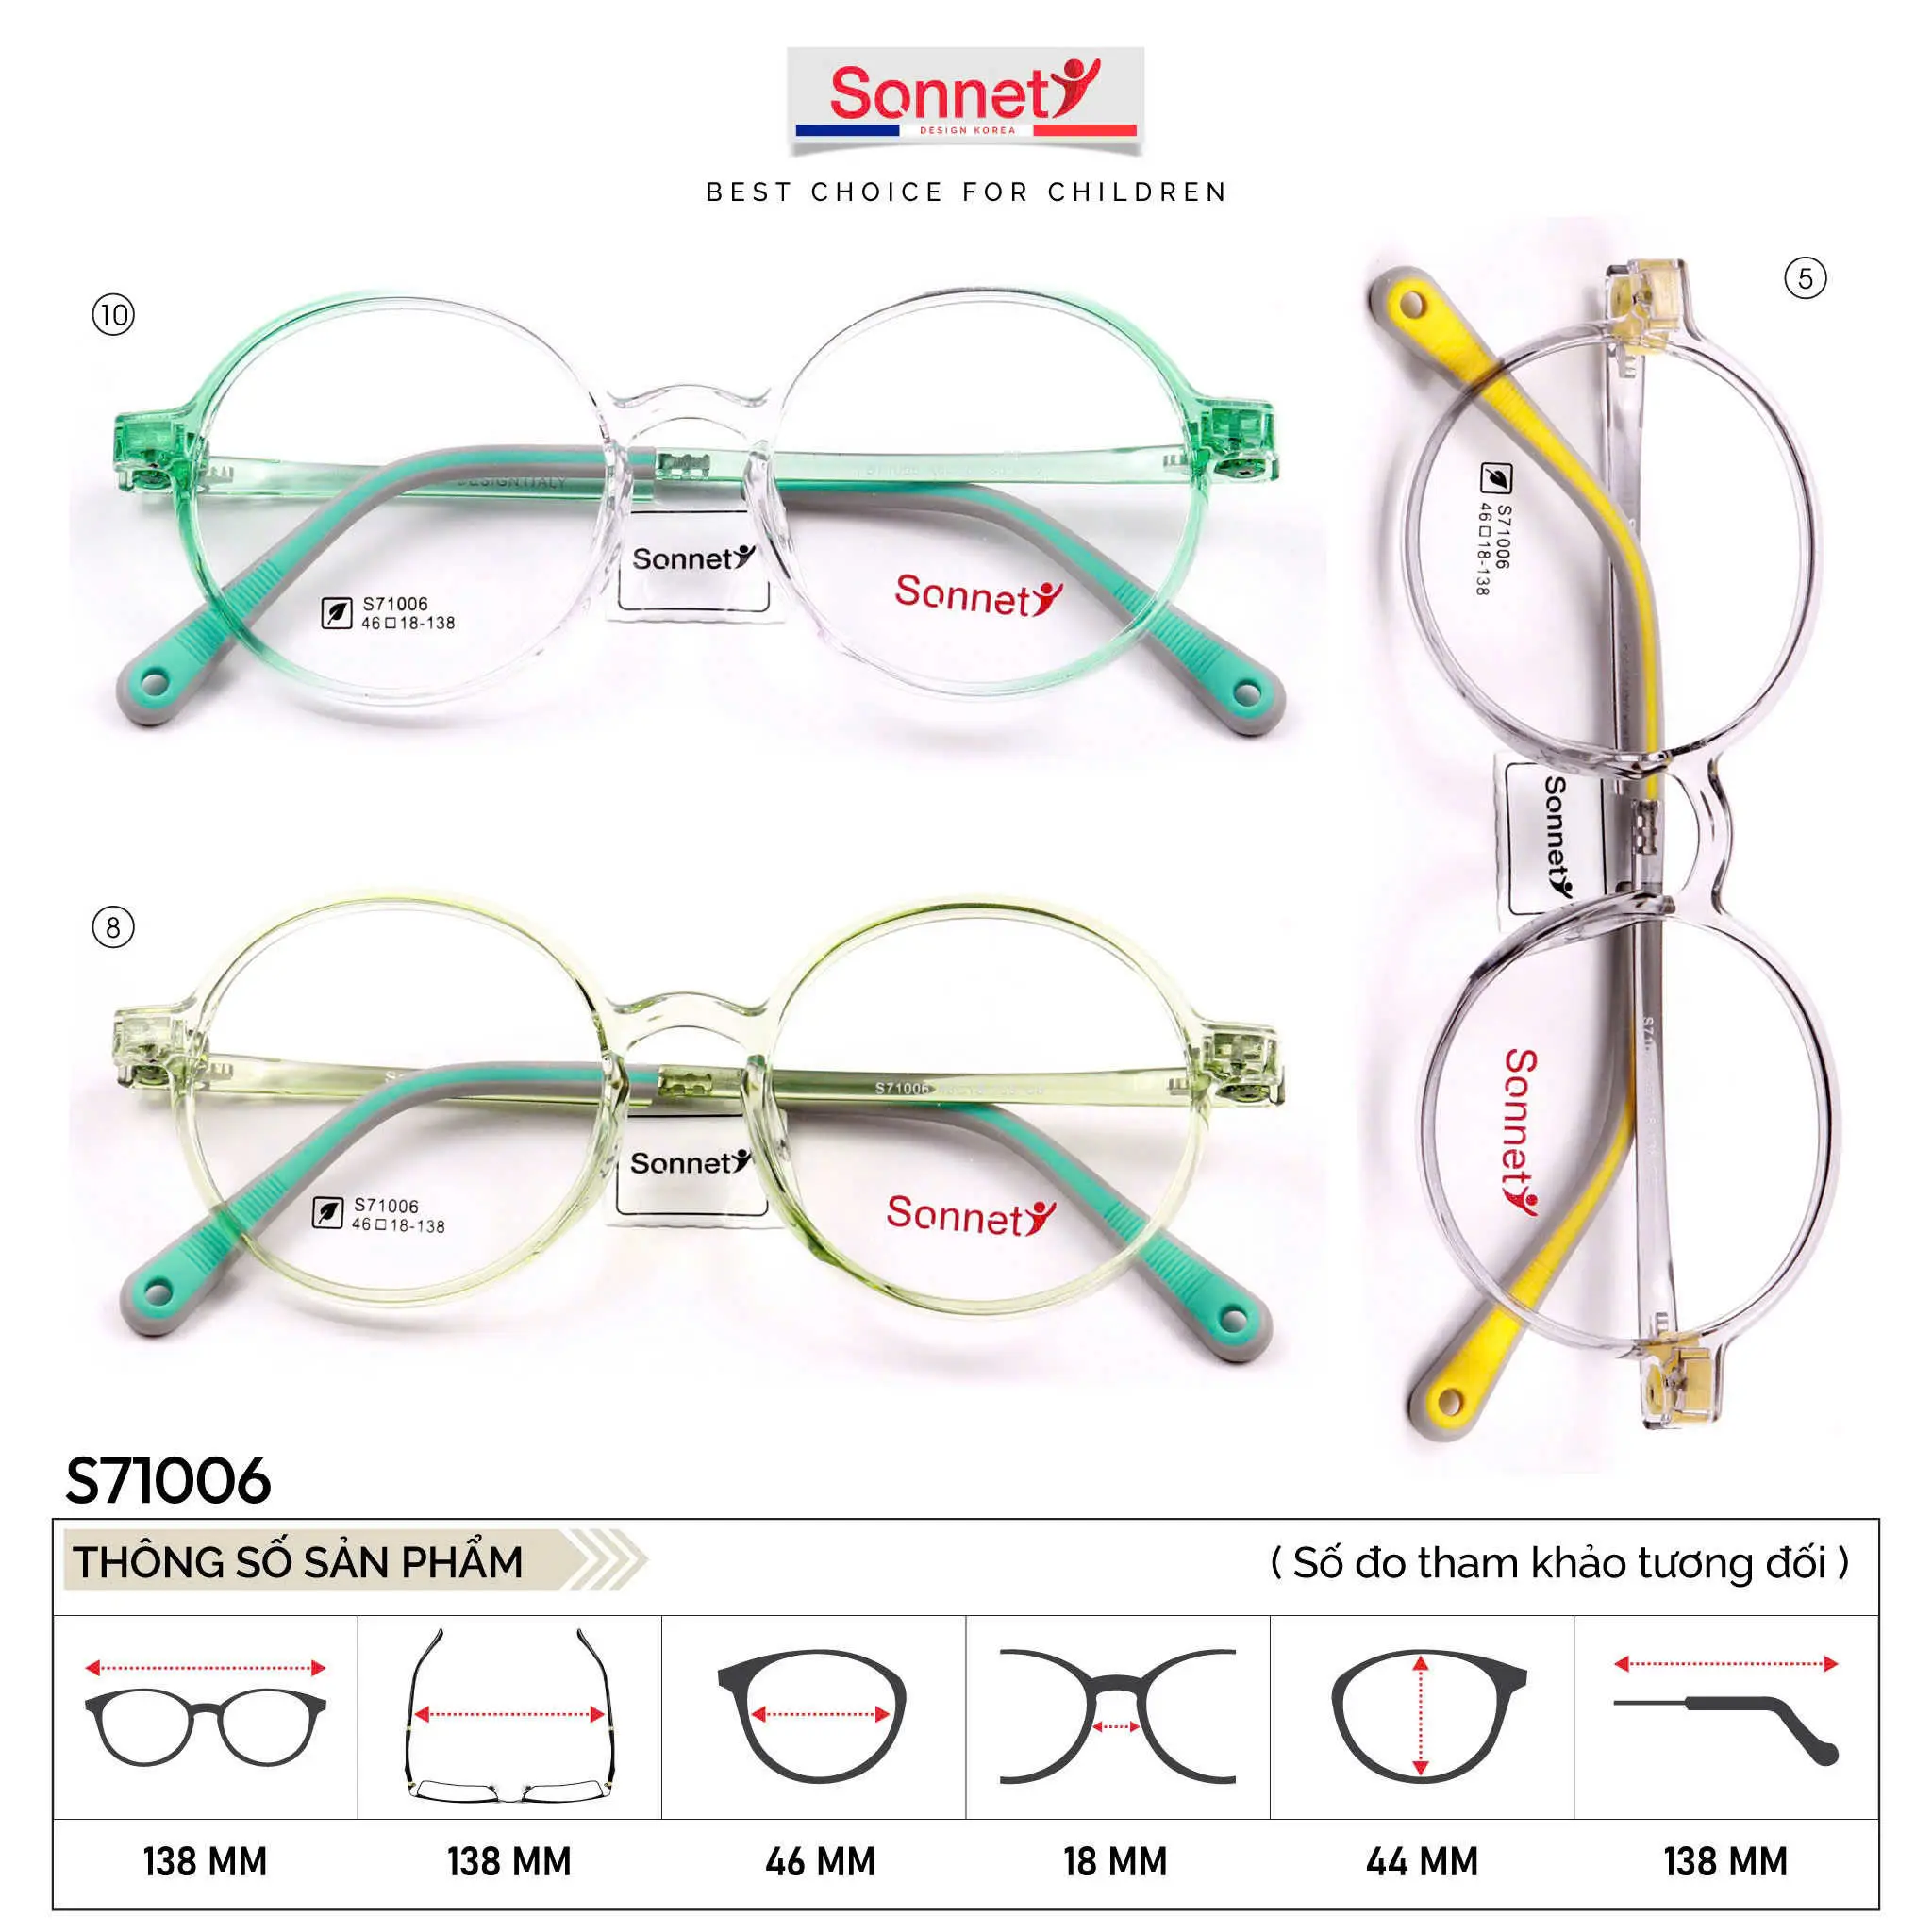 Sonnet
DESIGN KOREA
BEST CHOICE FOR CHILDREN
10
DESIGN ITALY
Sonnet
Sonnet
S71006
46□18-138
5
S71006
46□18-138
Sonnet
Sonnet
8
S71006
Sonnet
Sonnet
S71006
46□18-138
S71006
THÔNG SỐ SẢN PHẨM
( Số đo tham khảo tương đối )
138 MM
138 MM
46 MM
18 MM
44 MM
138 MM